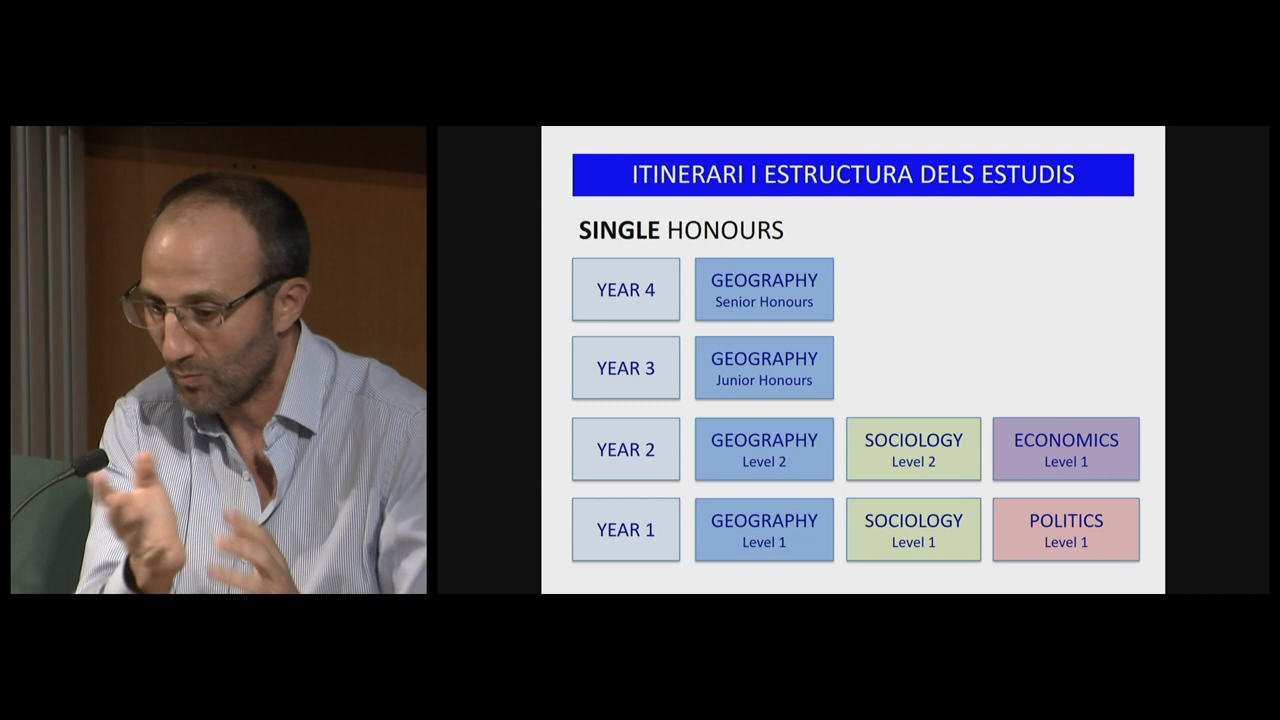 ITINERARI I ESTRUCTURA DELS ESTUDIS
SINGLE HONOURS
YEAR 4
GEOGRAPHY
Senior Honours
YEAR 3
GEOGRAPHY
Junior Honours
YEAR 2
GEOGRAPHY
Level 2
SOCIOLOGY
Level 2
ECONOMICS
Level 1
YEAR 1
GEOGRAPHY
Level 1
SOCIOLOGY
Level 1
POLITICS
Level 1